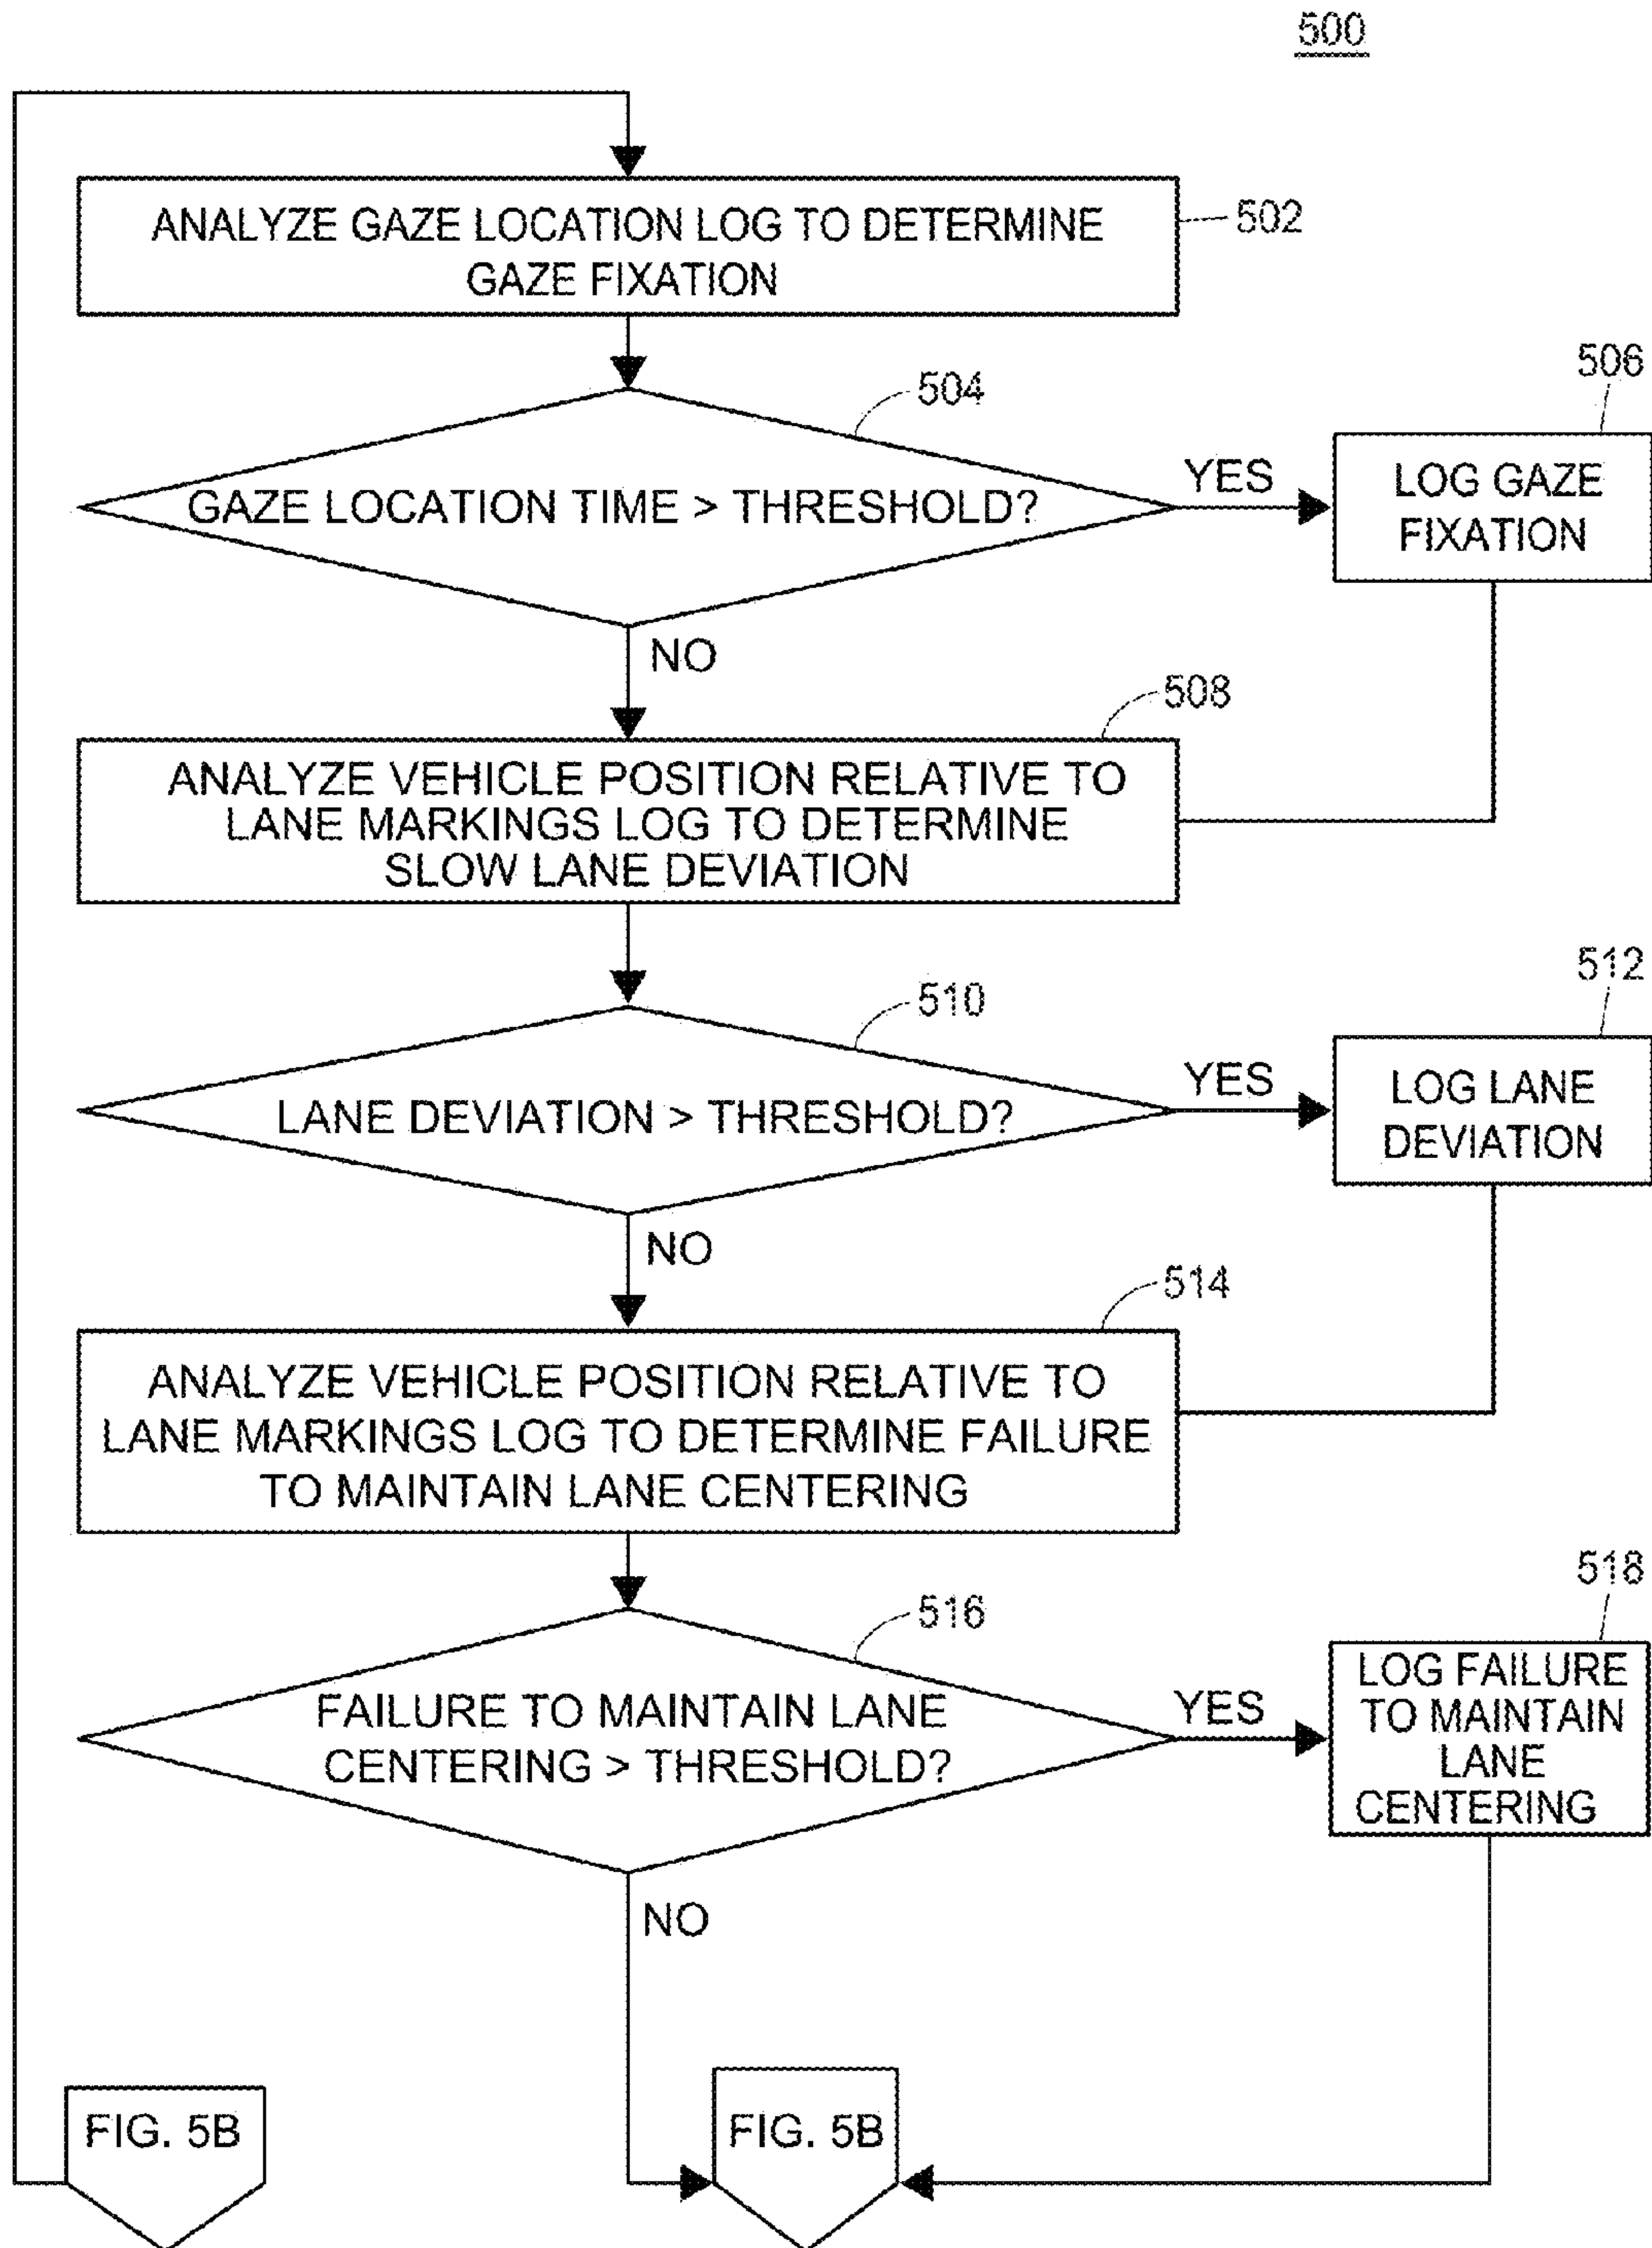 500
ANALYZE GAZE LOCATION LOG TO DETERMINE
GAZE FIXATION
502
504
GAZE LOCATION TIME > THRESHOLD?
YES
506
LOG GAZE
FIXATION
NO
508
ANALYZE VEHICLE POSITION RELATIVE TO
LANE MARKINGS LOG TO DETERMINE
SLOW LANE DEVIATION
510
LANE DEVIATION > THRESHOLD?
YES
512
LOG LANE
DEVIATION
NO
514
ANALYZE VEHICLE POSITION RELATIVE TO
LANE MARKINGS LOG TO DETERMINE FAILURE
TO MAINTAIN LANE CENTERING
516
FAILURE TO MAINTAIN LANE
CENTERING > THRESHOLD?
YES
518
LOG FAILURE
TO MAINTAIN
LANE
CENTERING
NO
FIG. 5B
FIG. 5B